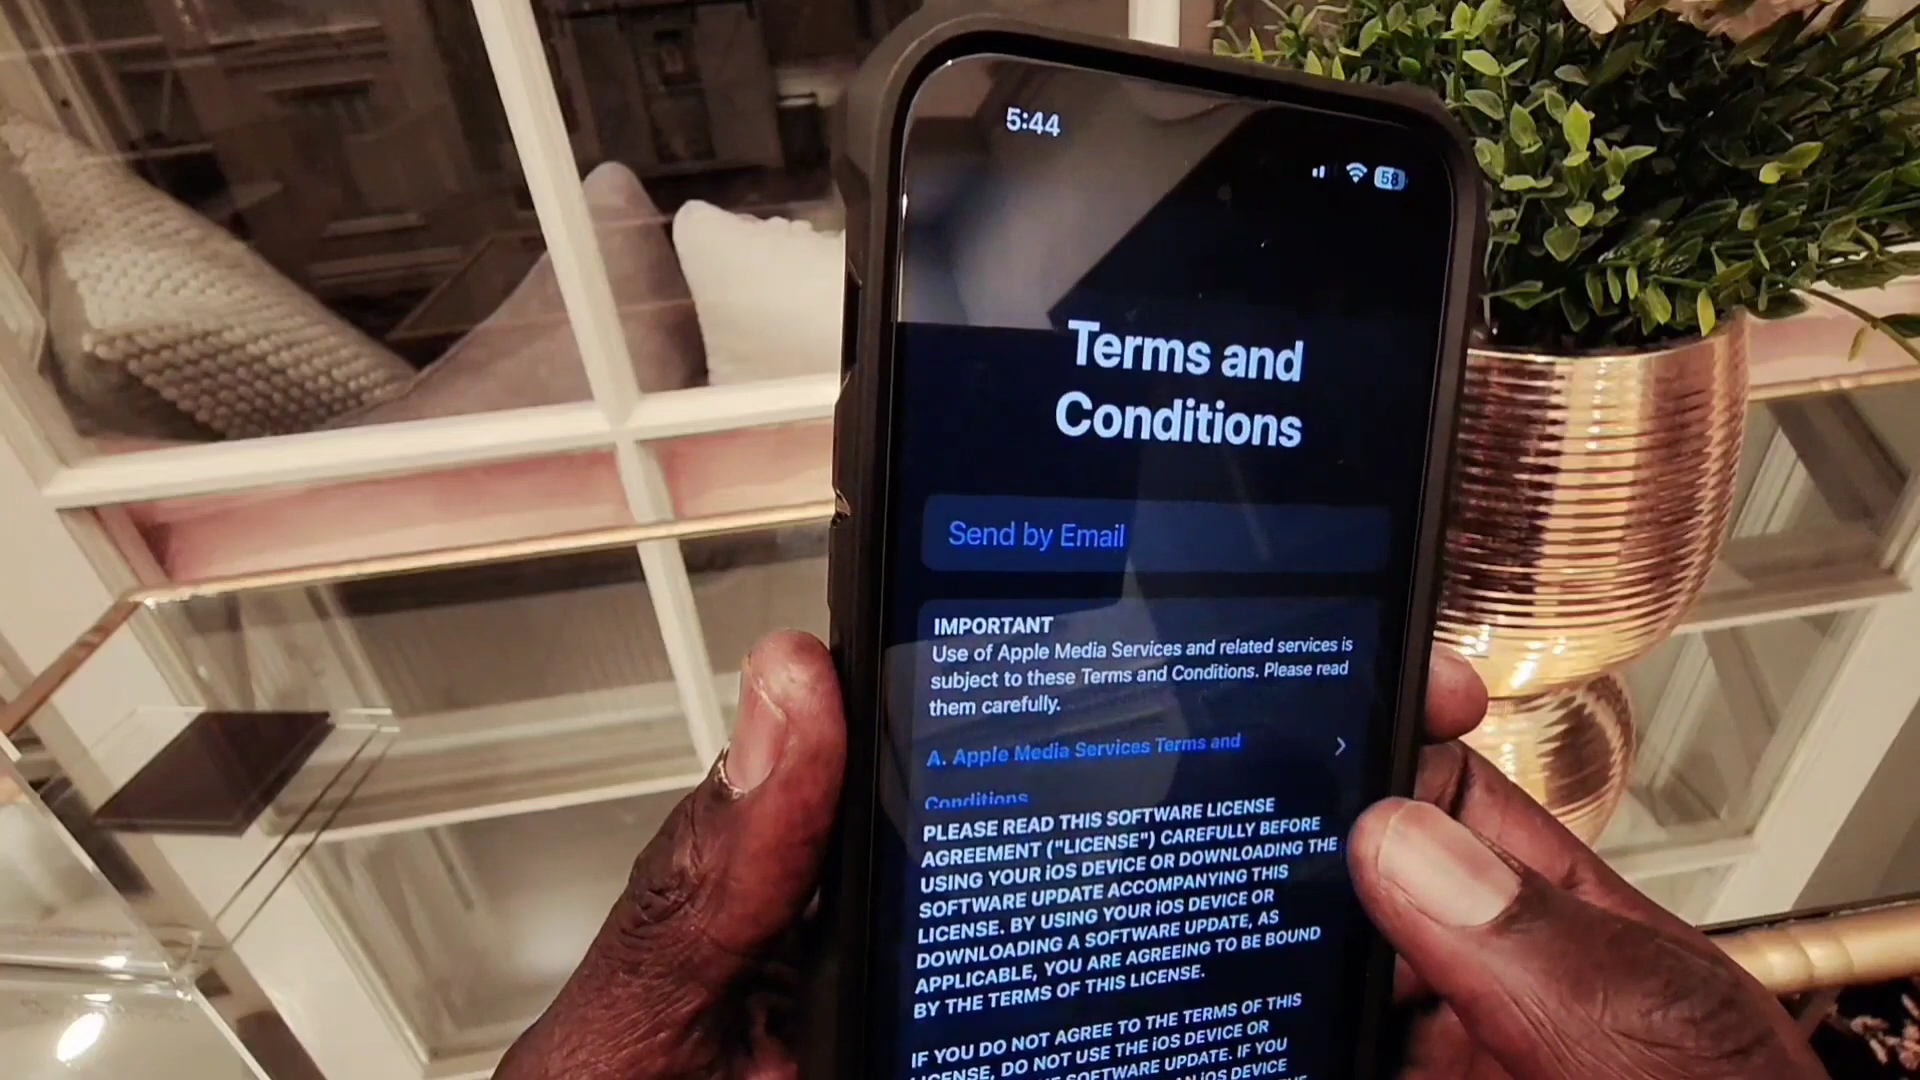 5:44
58
Terms and
Conditions
Send by Email
IMPORTANT
Use of Apple Media Services and related services is
subject to these Terms and Conditions. Please read
them carefully.
A. Apple Media Services Terms and
Conditions
PLEASE READ THIS SOFTWARE LICENSE
AGREEMENT ("LICENSE") CAREFULLY BEFORE
USING YOUR iOS DEVICE OR DOWNLOADING THE
SOFTWARE UPDATE ACCOMPANYING THIS
LICENSE. BY USING YOUR iOS DEVICE OR
DOWNLOADING A SOFTWARE UPDATE, AS
APPLICABLE, YOU ARE AGREEING TO BE BOUND
BY THE TERMS OF THIS LICENSE.
IF YOU DO NOT AGREE TO THE TERMS OF THIS
LICENSE, DO NOT USE THE iOS DEVICE OR
SOFTWARE UPDATE. IF YOU
iOS DEVICE